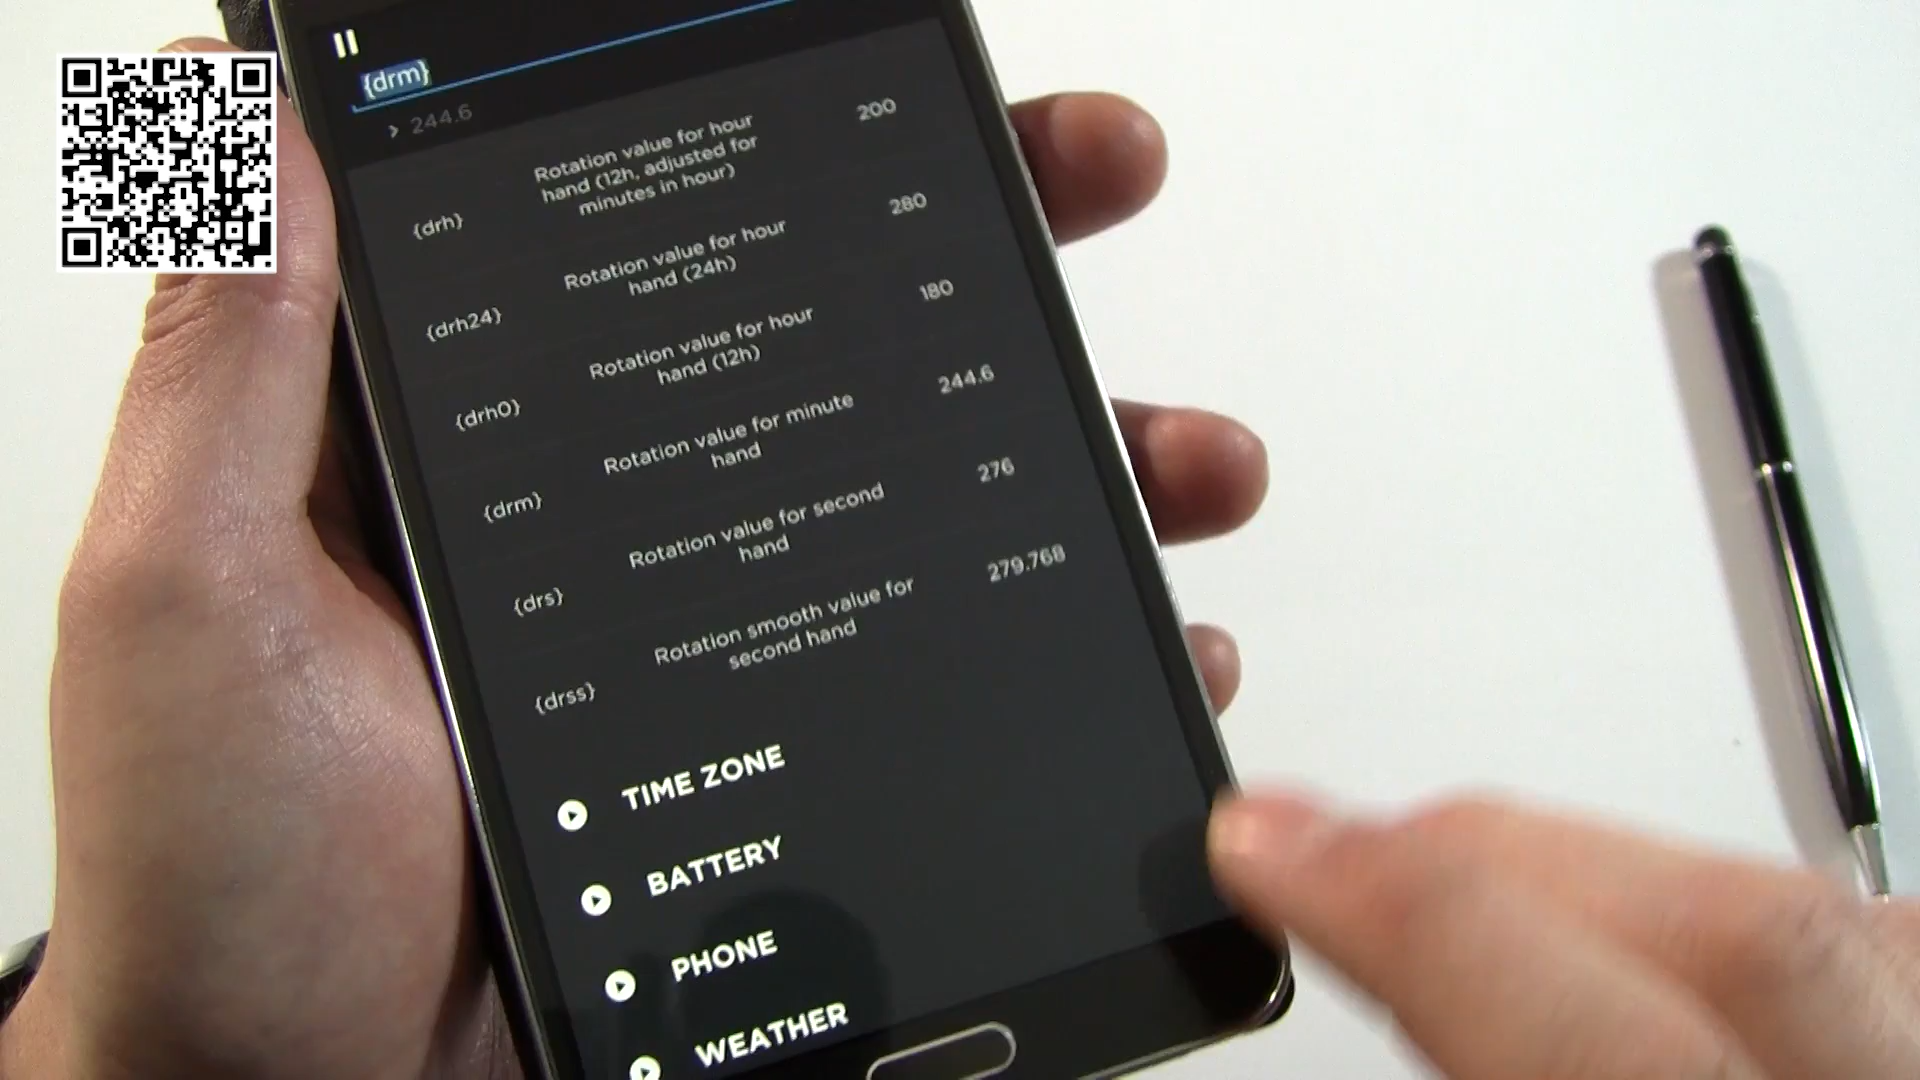 {drm}
> 244.6
{drh}
Rotation value for hour
hand (12h, adjusted for
minutes in hour)
200
{drh24}
Rotation value for hour
hand (24h)
280
{drh0}
Rotation value for hour
hand (12h)
180
{drm}
Rotation value for minute
hand
244.6
{drs}
Rotation value for second
hand
276
{drss}
Rotation smooth value for
second hand
279.768
TIME ZONE
BATTERY
PHONE
WEATHER